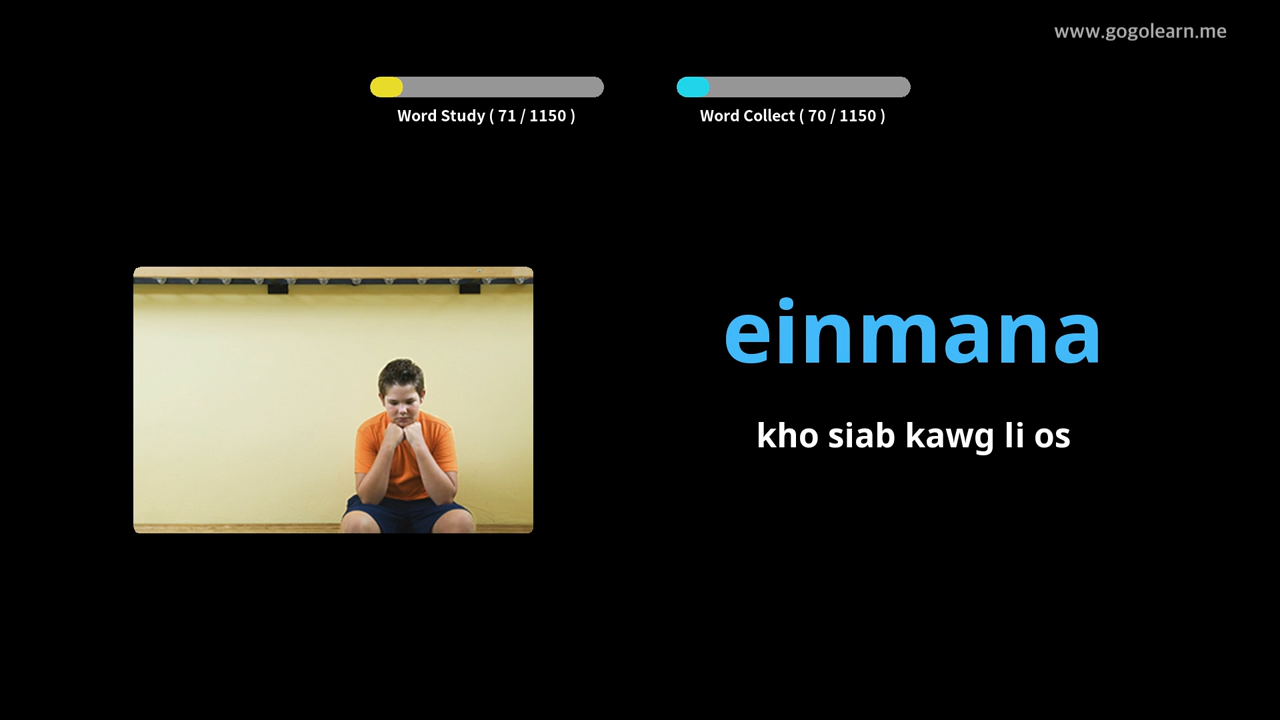 www.gogolearn.me
Word Study ( 71 / 1150 )
Word Collect ( 70 / 1150 )
einmana
kho siab kawg li os